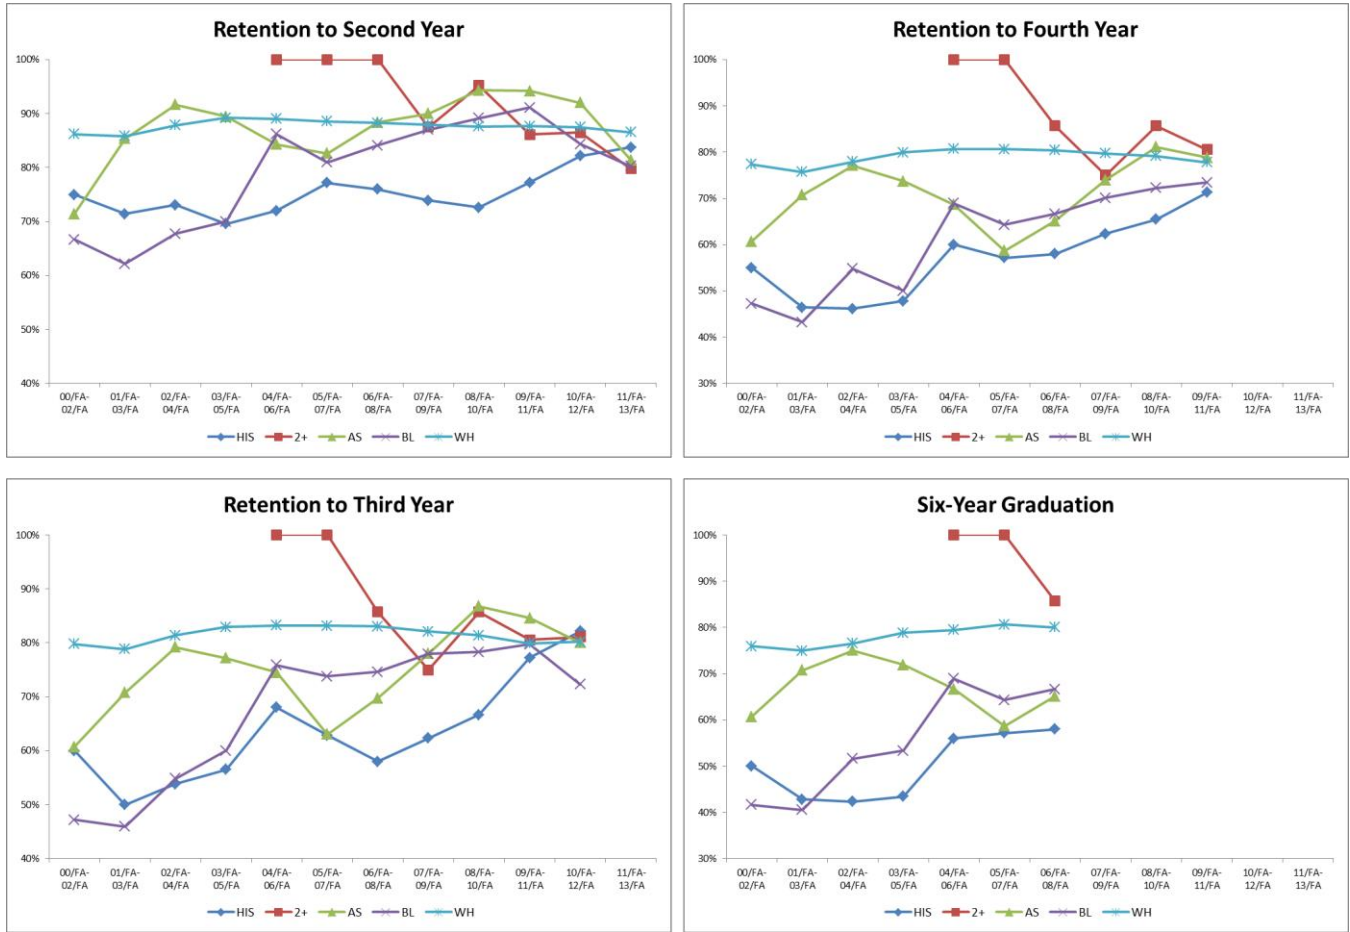 Retention to Second Year
100%
90%
80%
70%
60%
50%
40%
00/FA- 01/FA- 02/FA- 03/FA- 04/FA- 05/FA- 06/FA- 07/FA- 08/FA- 09/FA- 10/FA- 11/FA-
02/FA 03/FA 04/FA 05/FA 06/FA 07/FA 08/FA 09/FA 10/FA 11/FA 12/FA 13/FA
HIS 2+ AS BL WH
Retention to Fourth Year
100%
90%
80%
70%
60%
50%
40%
30%
00/FA- 01/FA- 02/FA- 03/FA- 04/FA- 05/FA- 06/FA- 07/FA- 08/FA- 09/FA- 10/FA- 11/FA-
02/FA 03/FA 04/FA 05/FA 06/FA 07/FA 08/FA 09/FA 10/FA 11/FA 12/FA 13/FA
HIS 2+ AS BL WH
Retention to Third Year
100%
90%
80%
70%
60%
50%
40%
00/FA- 01/FA- 02/FA- 03/FA- 04/FA- 05/FA- 06/FA- 07/FA- 08/FA- 09/FA- 10/FA- 11/FA-
02/FA 03/FA 04/FA 05/FA 06/FA 07/FA 08/FA 09/FA 10/FA 11/FA 12/FA 13/FA
HIS 2+ AS BL WH
Six-Year Graduation
100%
90%
80%
70%
60%
50%
40%
30%
00/FA- 01/FA- 02/FA- 03/FA- 04/FA- 05/FA- 06/FA- 07/FA- 08/FA- 09/FA- 10/FA- 11/FA-
02/FA 03/FA 04/FA 05/FA 06/FA 07/FA 08/FA 09/FA 10/FA 11/FA 12/FA 13/FA
HIS 2+ AS BL WH